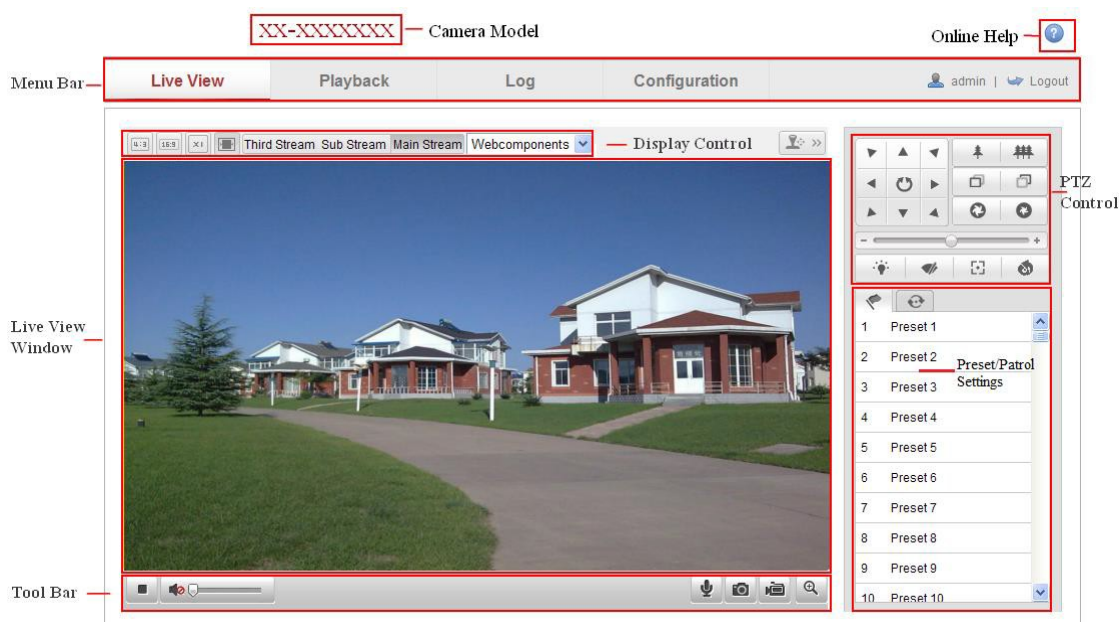 XX-XXXXXXX
Camera Model
Online Help
?
Menu Bar
Live View
Playback
Log
Configuration
admin | Logout
4:3
16:9
X1
Third Stream Sub Stream Main Stream Webcomponents
Display Control
PTZ
Control
- +
Live View
Window
1 Preset 1
2 Preset 2
Preset/Patrol
Settings
3 Preset 3
4 Preset 4
5 Preset 5
6 Preset 6
7 Preset 7
8 Preset 8
9 Preset 9
10 Preset 10
Tool Bar